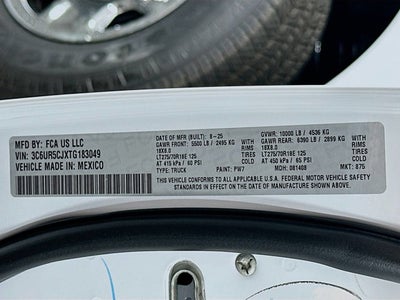 MFD BY: FCA US LLC
VIN: 3C6UR5CJXTG183049
VEHICLE MADE IN: MEXICO
DATE OF MFR (BUILT): 8-25
GAWR FRONT: 5500 LB / 2495 KG
18X8.0 RIMS
LT275/70R18E 125 TIRES
AT 415 kPa / 60 PSI COLD
TYPE: TRUCK
GVWR: 10000 LB / 4536 KG
GAWR REAR: 6390 LB / 2899 KG
18X8.0 RIMS
LT275/70R18E 125 TIRES
AT 450 kPa / 65 PSI COLD
PAINT: PW7
MDH: 081408
MKT: 875
THIS VEHICLE CONFORMS TO ALL APPLICABLE U.S.A. FEDERAL MOTOR VEHICLE SAFETY
STANDARDS IN EFFECT ON THE DATE OF MANUFACTURE SHOWN ABOVE